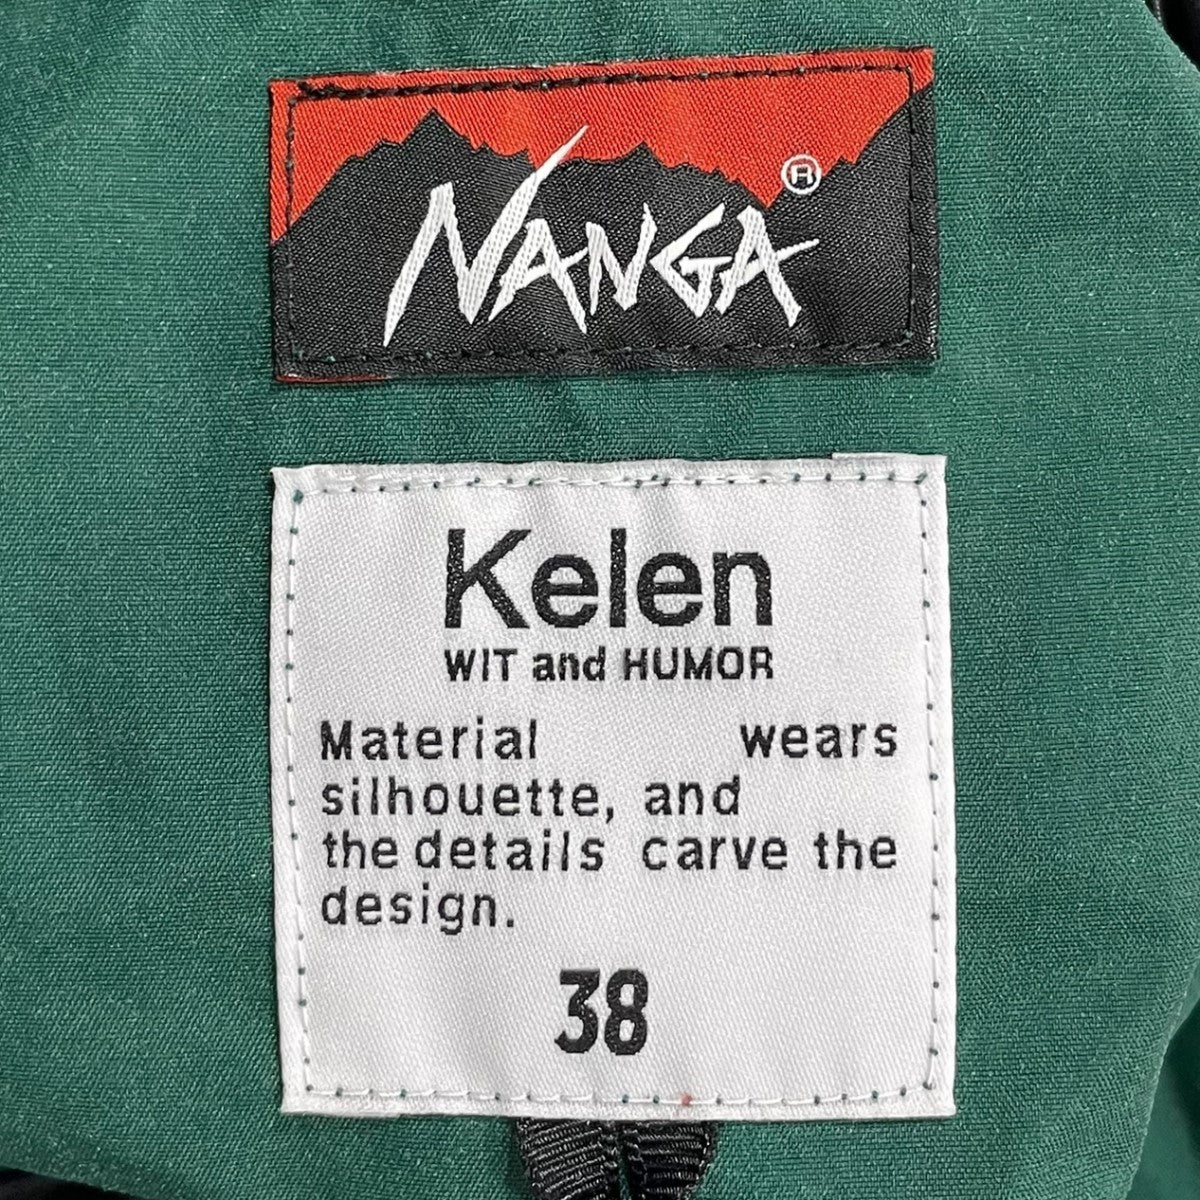 NANGA®
Kelen
WIT and HUMOR
Material wears
silhouette, and
the details carve the
design.
38